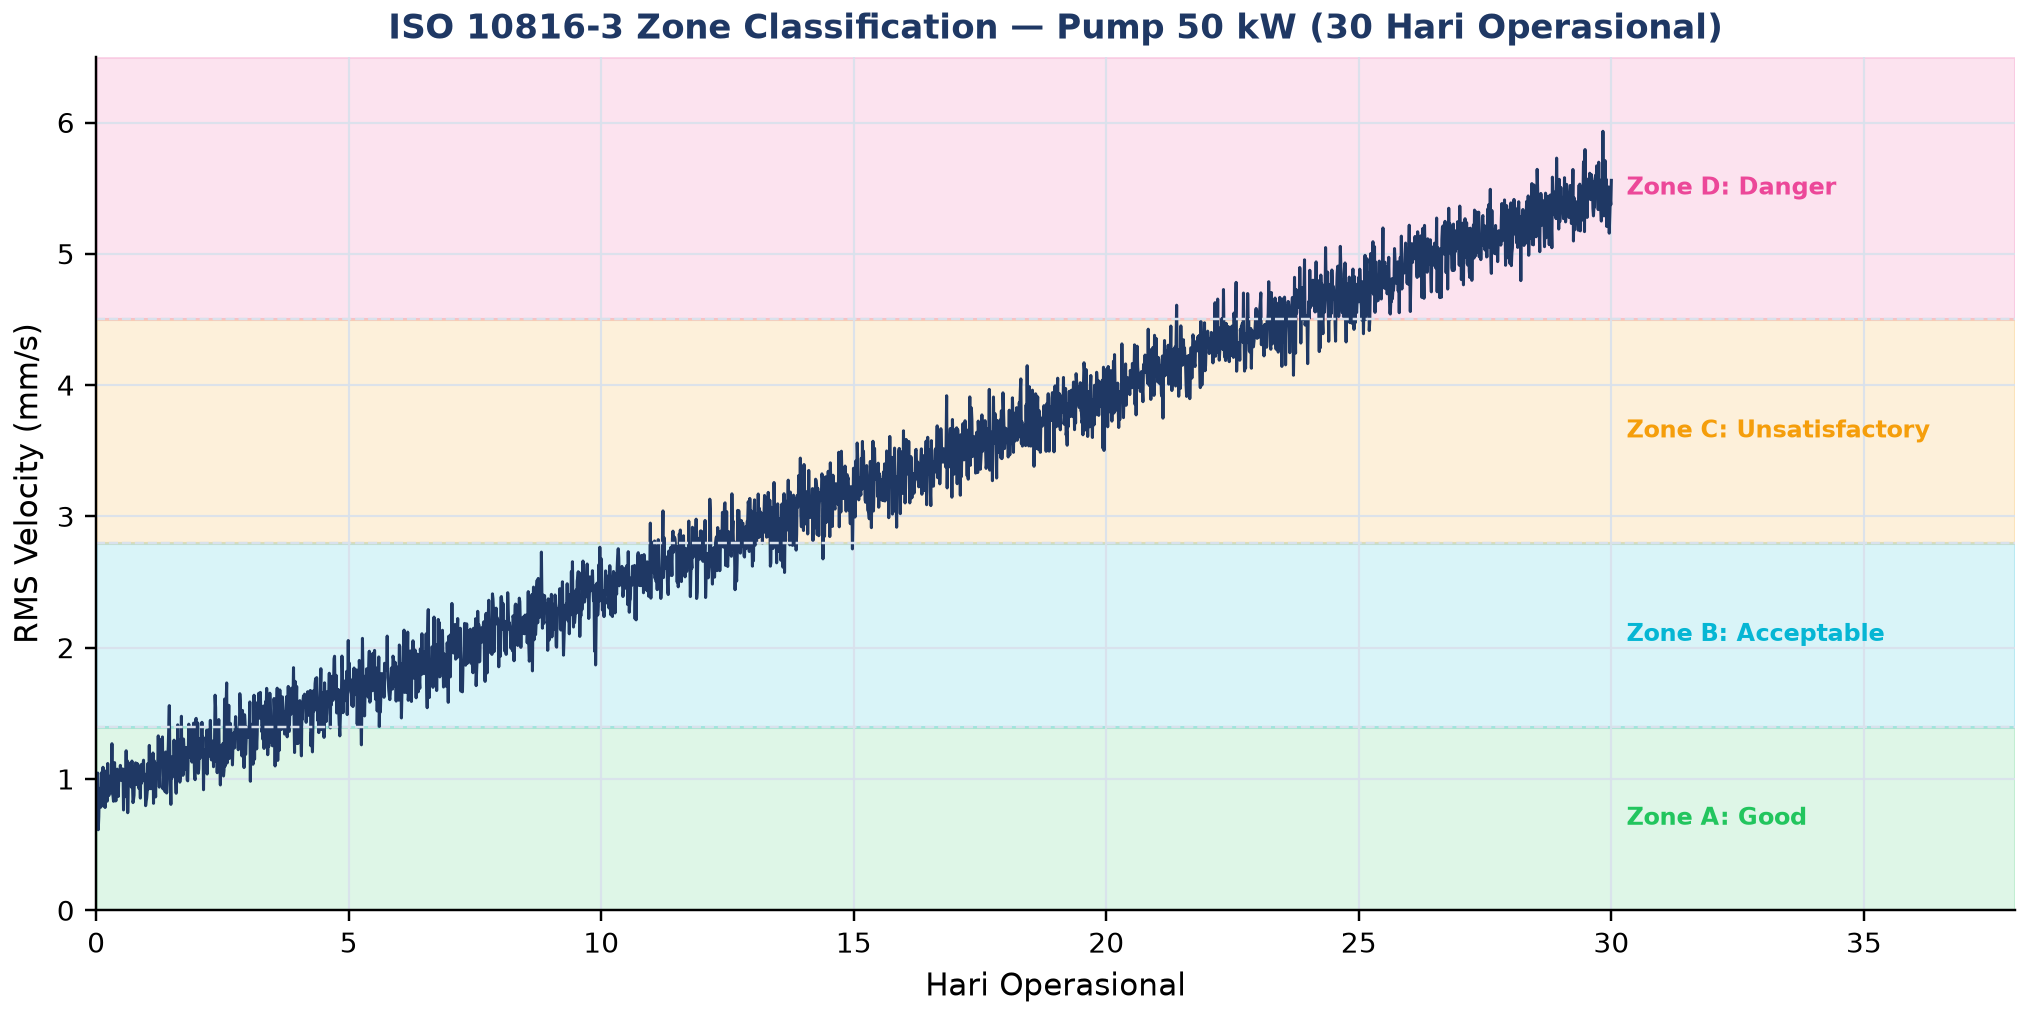 ISO 10816-3 Zone Classification — Pump 50 kW (30 Hari Operasional)
RMS Velocity (mm/s)
6
5
4
3
2
1
0
Zone D: Danger
Zone C: Unsatisfactory
Zone B: Acceptable
Zone A: Good
0 5 10 15 20 25 30 35
Hari Operasional